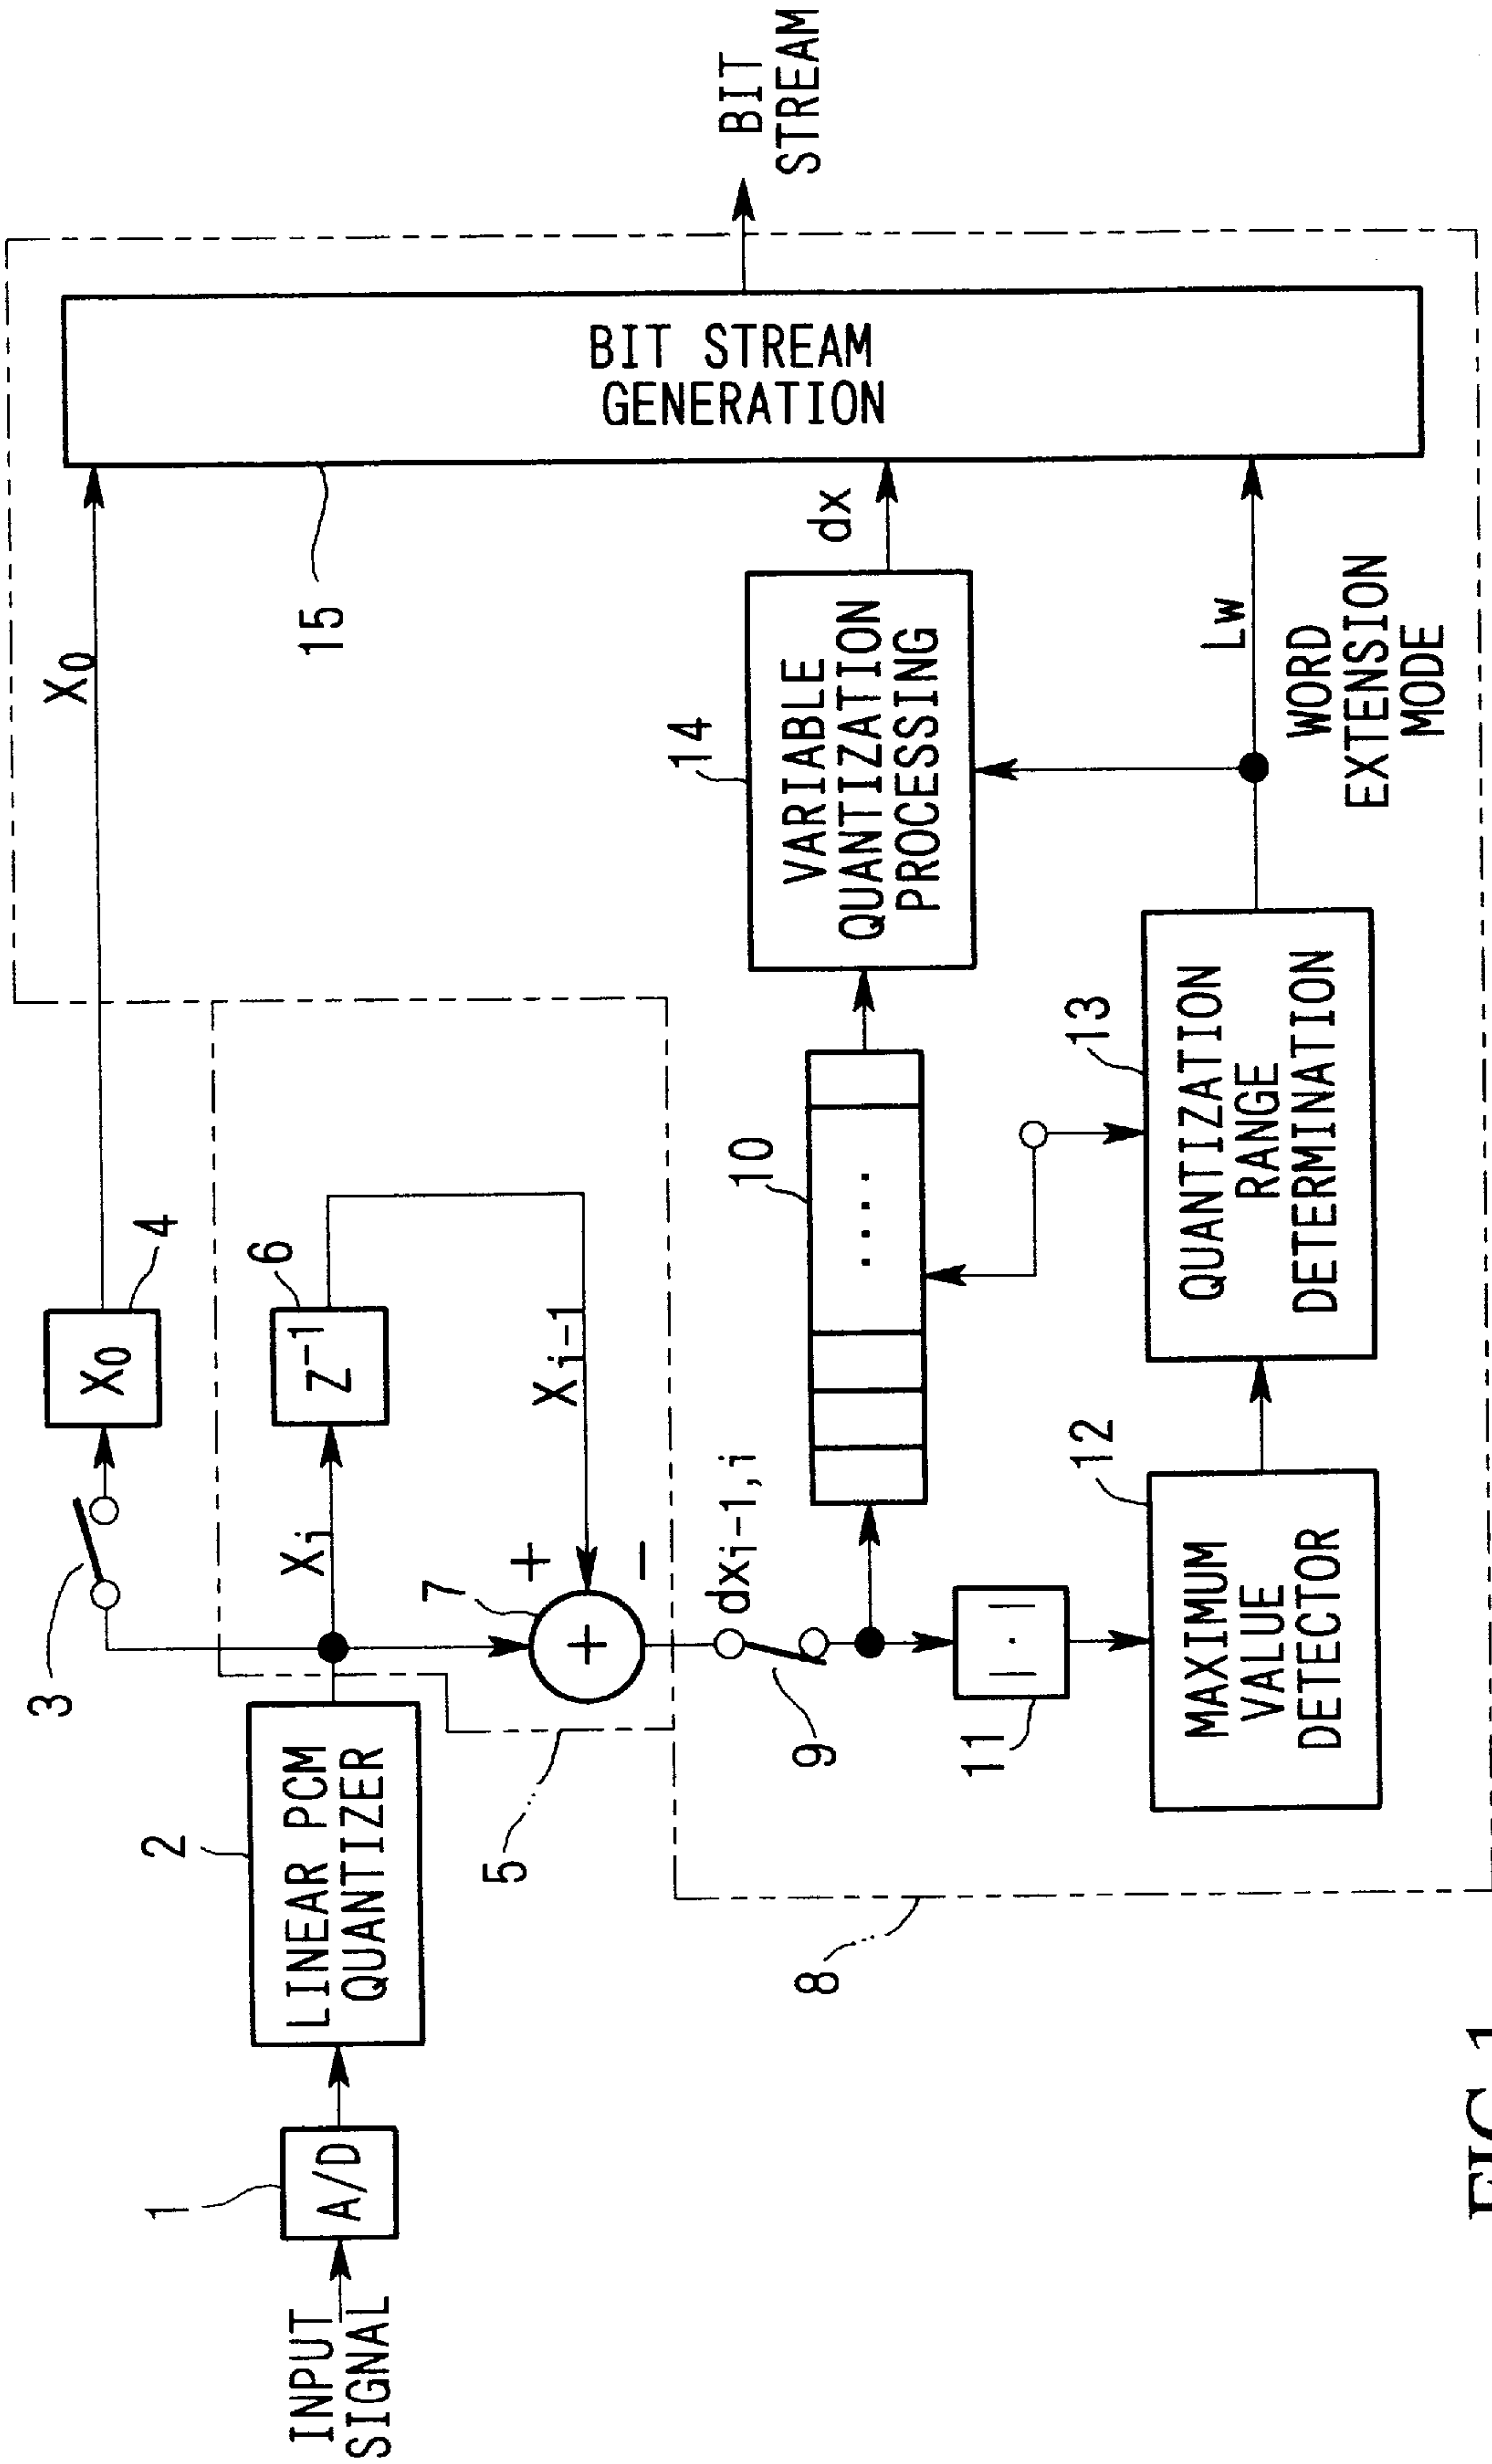 INPUT
SIGNAL
1
A/D
2
LINEAR PCM
QUANTIZER
3
4
X₀
X₀
5
Xᵢ
6
Z⁻¹
Xᵢ₋₁
7
+
+
−
8
9
dxᵢ₋₁,ᵢ
10
....
11
| · |
12
MAXIMUM
VALUE
DETECTOR
13
QUANTIZATION
RANGE
DETERMINATION
14
VARIABLE
QUANTIZATION
PROCESSING
dx
Lw
WORD
EXTENSION
MODE
15
BIT STREAM
GENERATION
BIT
STREAM
FIG.1